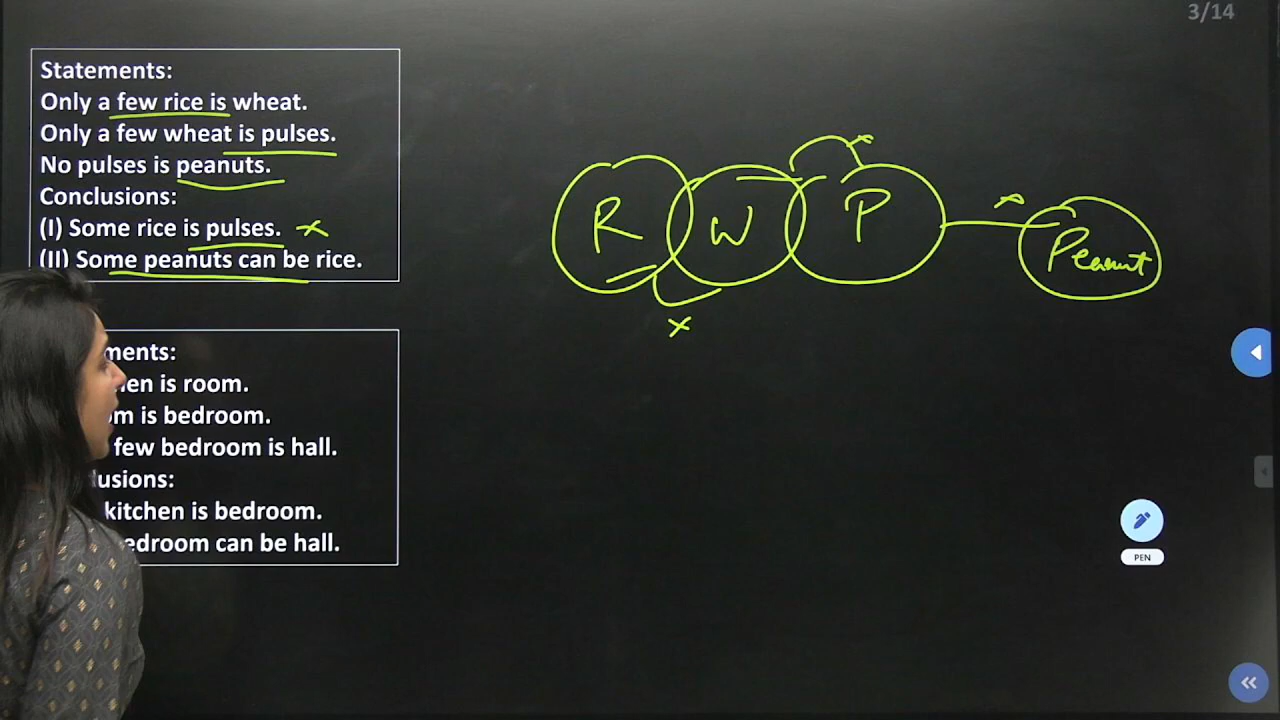 3/14
Statements:
Only a few rice is wheat.
Only a few wheat is pulses.
No pulses is peanuts.
Conclusions:
(I) Some rice is pulses. ×
(II) Some peanuts can be rice.
R W P Peanut
×
×
×
ments:
en is room.
m is bedroom.
few bedroom is hall.
lusions:
kitchen is bedroom.
edroom can be hall.
PEN